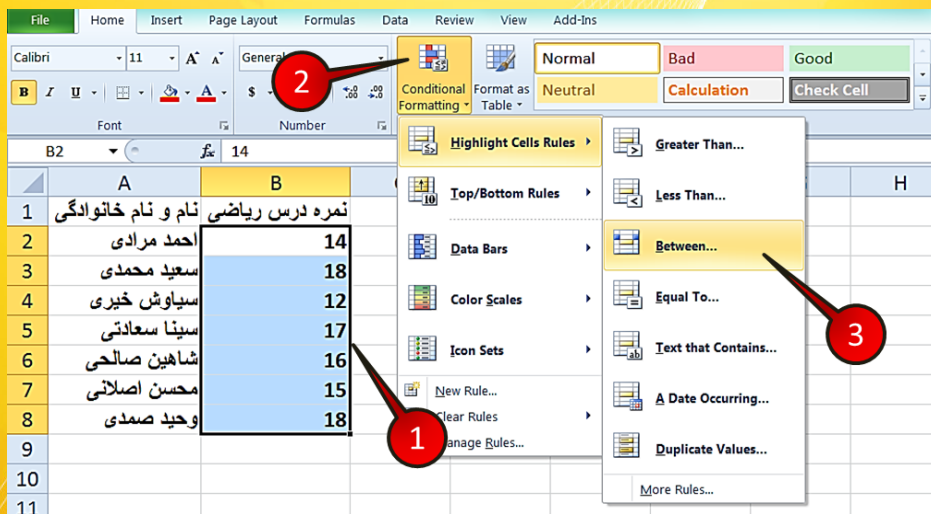 File Home Insert Page Layout Formulas Data Review View Add-Ins
Calibri 11 A A General
B I U A $ .00 .00
Conditional Formatting
Format as Table
Normal Bad Good
Neutral Calculation Check Cell
Font Number
B2 fx 14
A B H
1 نام و نام خانوادگی نمره درس ریاضی
2 احمد مرادی 14
3 سعید محمدی 18
4 سیاوش خیری 12
5 سینا سعادتی 17
6 شاهین صالحی 16
7 محسن اصلانی 15
8 وحید صمدی 18
9
10
11
Highlight Cells Rules
Top/Bottom Rules
Data Bars
Color Scales
Icon Sets
New Rule...
Clear Rules
Manage Rules...
Greater Than...
Less Than...
Between...
Equal To...
Text that Contains...
A Date Occurring...
Duplicate Values...
More Rules...
1
2
3